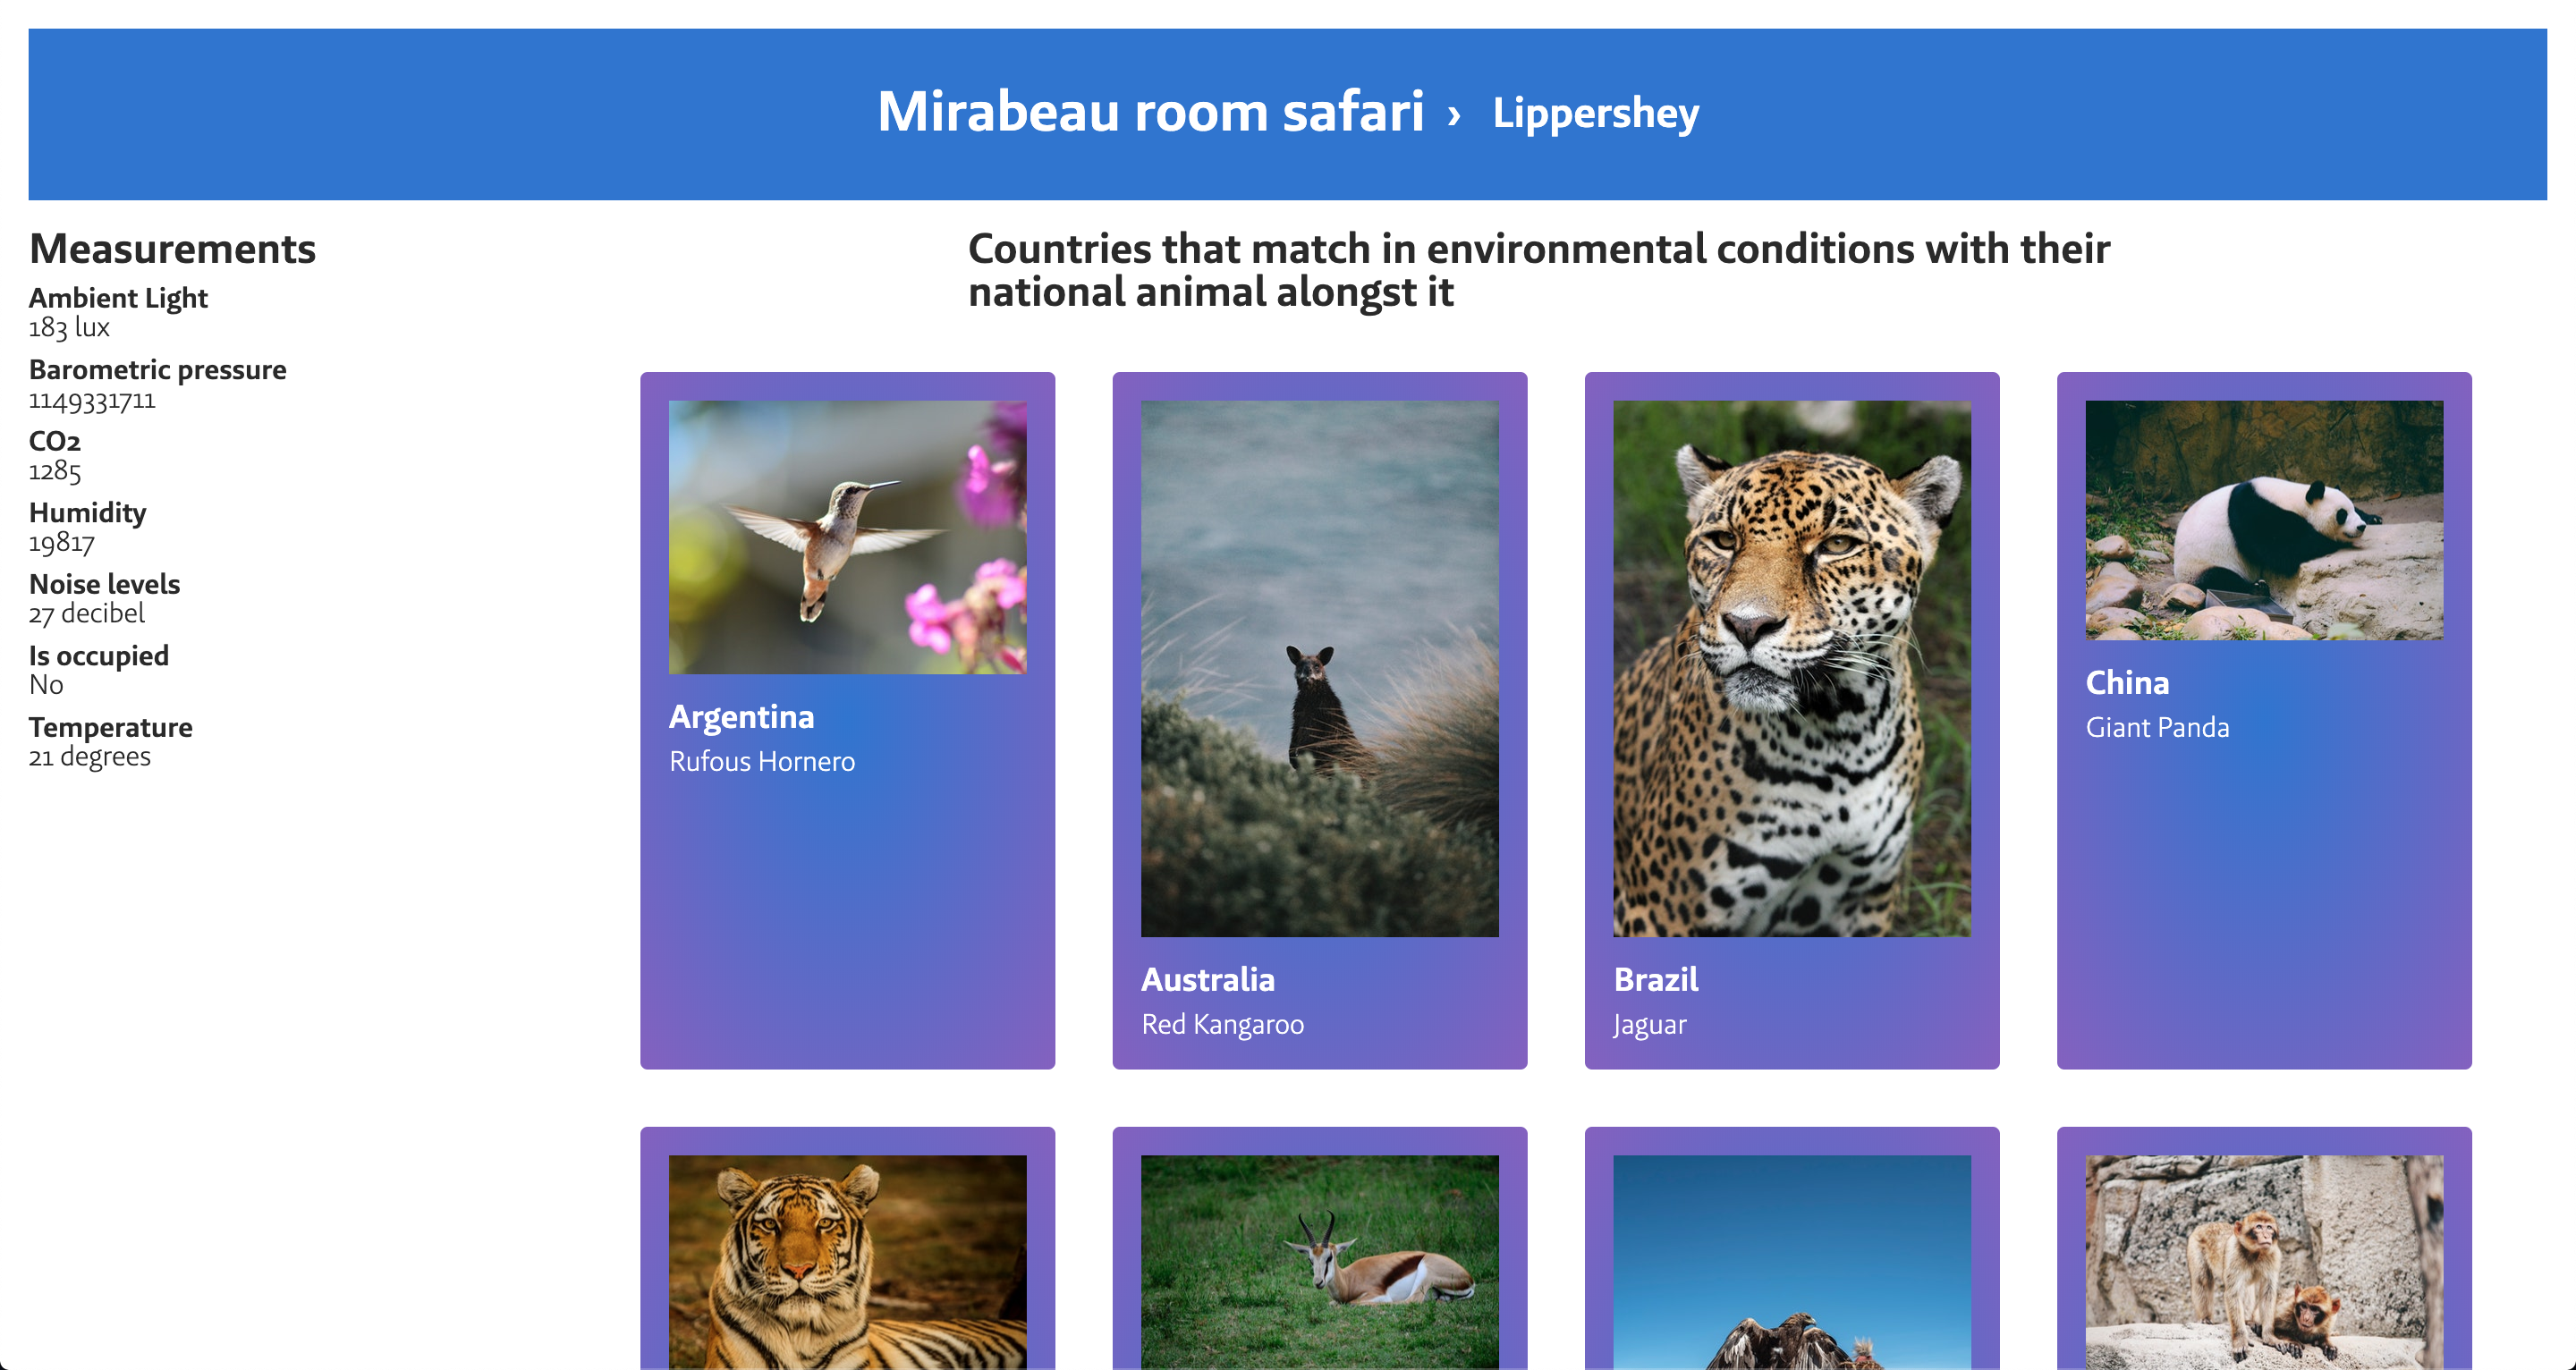 Mirabeau room safari › Lippershey
Measurements
Ambient Light
183 lux
Barometric pressure
1149331711
CO2
1285
Humidity
19817
Noise levels
27 decibel
Is occupied
No
Temperature
21 degrees
Countries that match in environmental conditions with their
national animal alongst it
Argentina
Rufous Hornero
Australia
Red Kangaroo
Brazil
Jaguar
China
Giant Panda